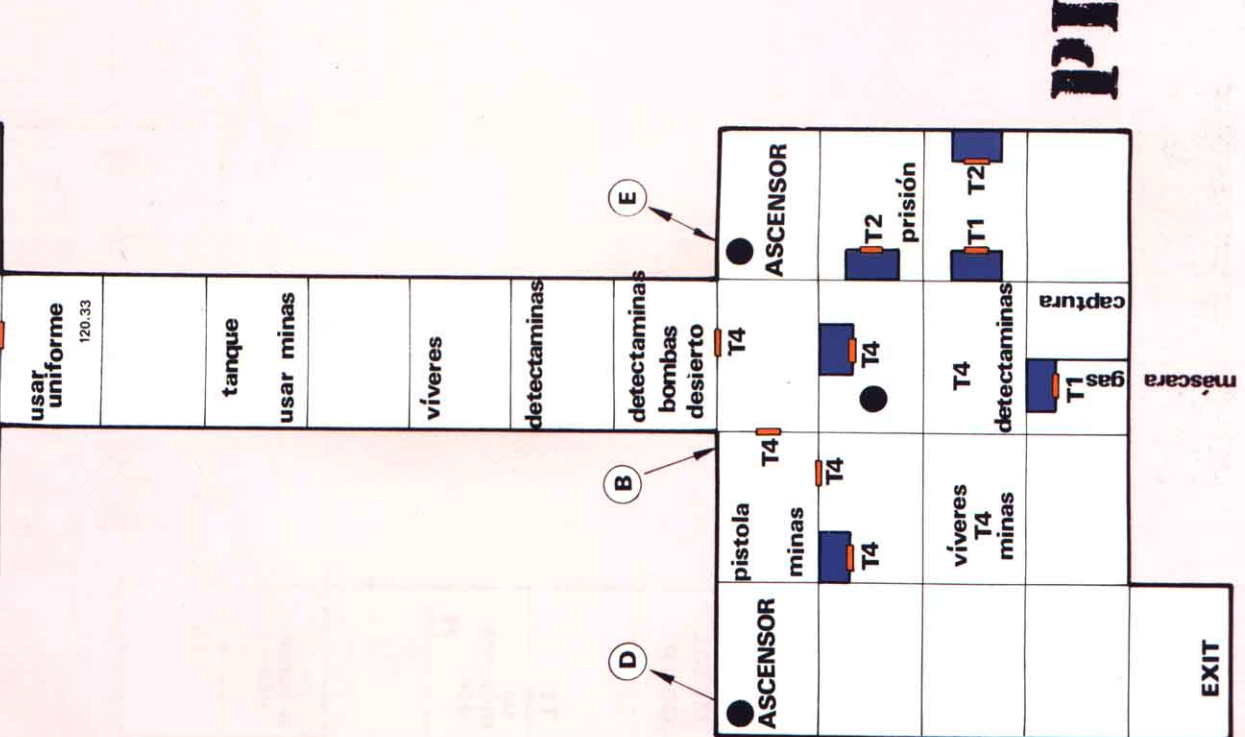 usar
uniforme
120.33
tanque
usar minas
víveres
detectaminas
detectaminas
bombas
desierto
E
B
D
ASCENSOR
pistola
minas
T4
T4
ASCENSOR
T4
T4
T4
T2
prisión
víveres
T4
minas
T4
detectaminas
T1
T2
T1
gas
captura
máscara
EXIT